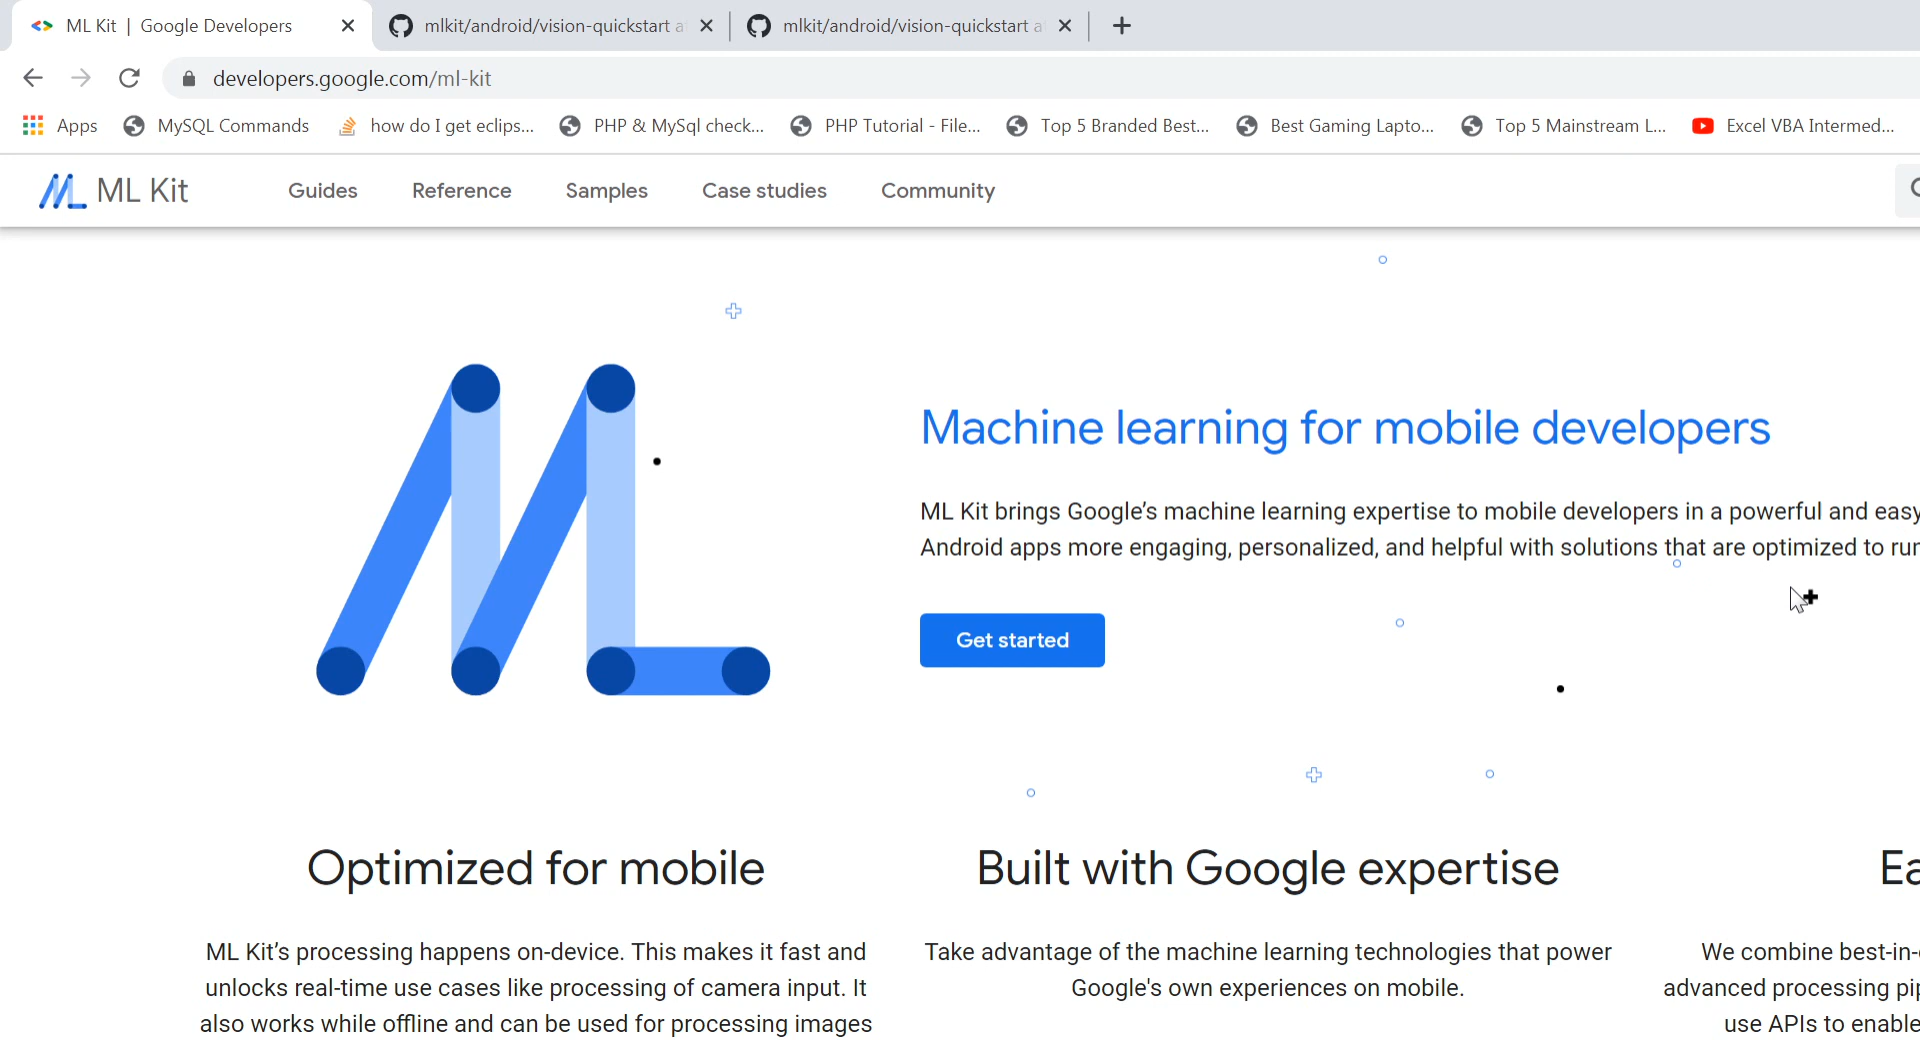 ML Kit | Google Developers
mlkit/android/vision-quickstart a
mlkit/android/vision-quickstart a
developers.google.com/ml-kit
Apps
MySQL Commands
how do I get eclips...
PHP & MySql check...
PHP Tutorial - File...
Top 5 Branded Best...
Best Gaming Lapto...
Top 5 Mainstream L...
Excel VBA Intermed...
ML ML Kit
Guides
Reference
Samples
Case studies
Community
ML
Machine learning for mobile developers
ML Kit brings Google’s machine learning expertise to mobile developers in a powerful and easy
Android apps more engaging, personalized, and helpful with solutions that are optimized to run
Get started
Optimized for mobile
ML Kit’s processing happens on-device. This makes it fast and
unlocks real-time use cases like processing of camera input. It
also works while offline and can be used for processing images
Built with Google expertise
Take advantage of the machine learning technologies that power
Google's own experiences on mobile.
Ea
We combine best-in-
advanced processing pip
use APIs to enable